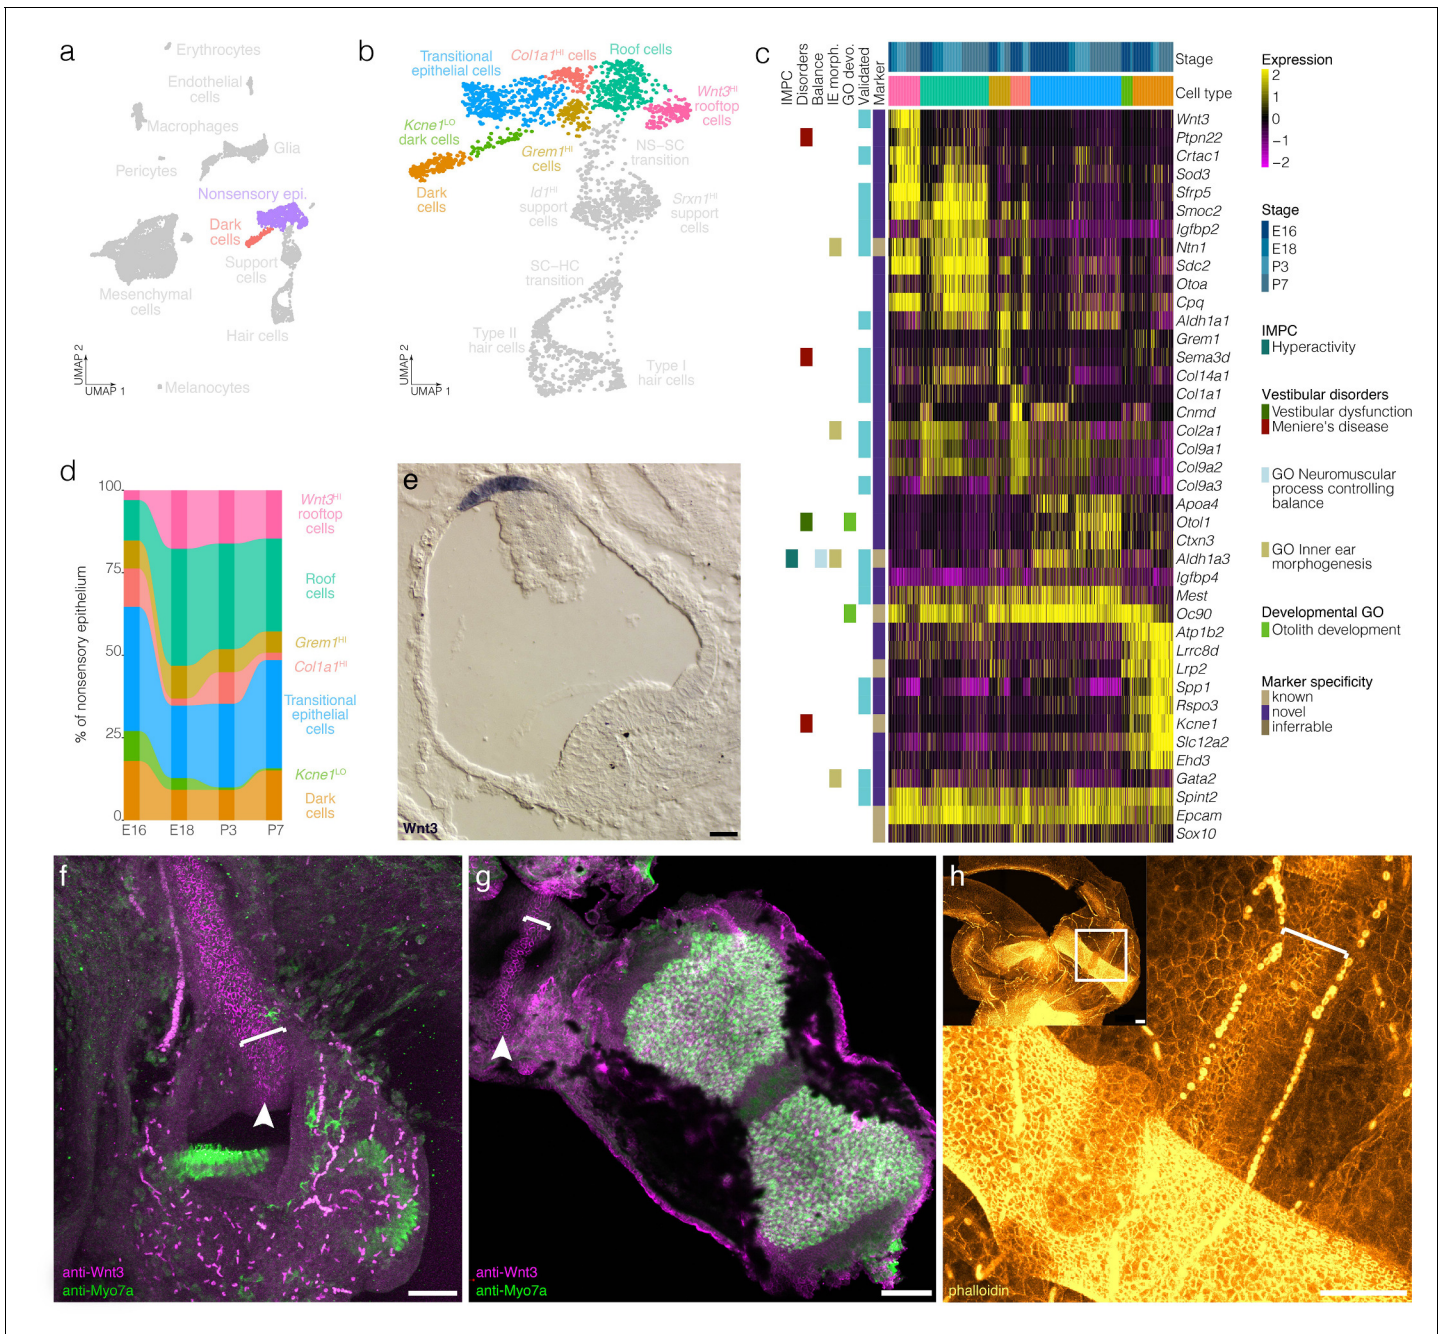 a
Erythrocytes
Endothelial
cells
Macrophages
Glia
Pericytes
Nonsensory epi.
Dark
cells
Support
cells
Mesenchymal
cells
Hair cells
Melanocytes
UMAP 2
UMAP 1
b
Transitional
epithelial cells
Col1a1HI cells
Roof cells
Wnt3HI
rooftop
cells
Kcne1LO
dark cells
Grem1HI
cells
NS–SC
transition
Dark
cells
Id1HI
support
cells
Srxn1HI
support
cells
SC–HC
transition
Type II
hair cells
Type I
hair cells
UMAP 2
UMAP 1
c
IMPC
Disorders
Balance
IE morph.
GO devo.
Validated
Marker
Stage
Cell type
Wnt3
Ptpn22
Crtac1
Sod3
Sfrp5
Smoc2
Igfbp2
Ntn1
Sdc2
Otoa
Cpq
Aldh1a1
Grem1
Sema3d
Col14a1
Col1a1
Cnmd
Col2a1
Col9a1
Col9a2
Col9a3
Apoa4
Otol1
Ctxn3
Aldh1a3
Igfbp4
Mest
Oc90
Atp1b2
Lrrc8d
Lrp2
Spp1
Rspo3
Kcne1
Slc12a2
Ehd3
Gata2
Spint2
Epcam
Sox10
Expression
2
1
0
−1
−2
Stage
E16
E18
P3
P7
IMPC
Hyperactivity
Vestibular disorders
Vestibular dysfunction
Meniere's disease
GO Neuromuscular
process controlling
balance
GO Inner ear
morphogenesis
Developmental GO
Otolith development
Marker specificity
known
novel
inferrable
d
% of nonsensory epithelium
100
75
50
25
0
E16 E18 P3 P7
Wnt3HI
rooftop
cells
Roof
cells
Grem1HI
Col1a1HI
Transitional
epithelial
cells
Kcne1LO
Dark
cells
e
Wnt3
f
anti-Wnt3
anti-Myo7a
g
anti-Wnt3
anti-Myo7a
h
phalloidin